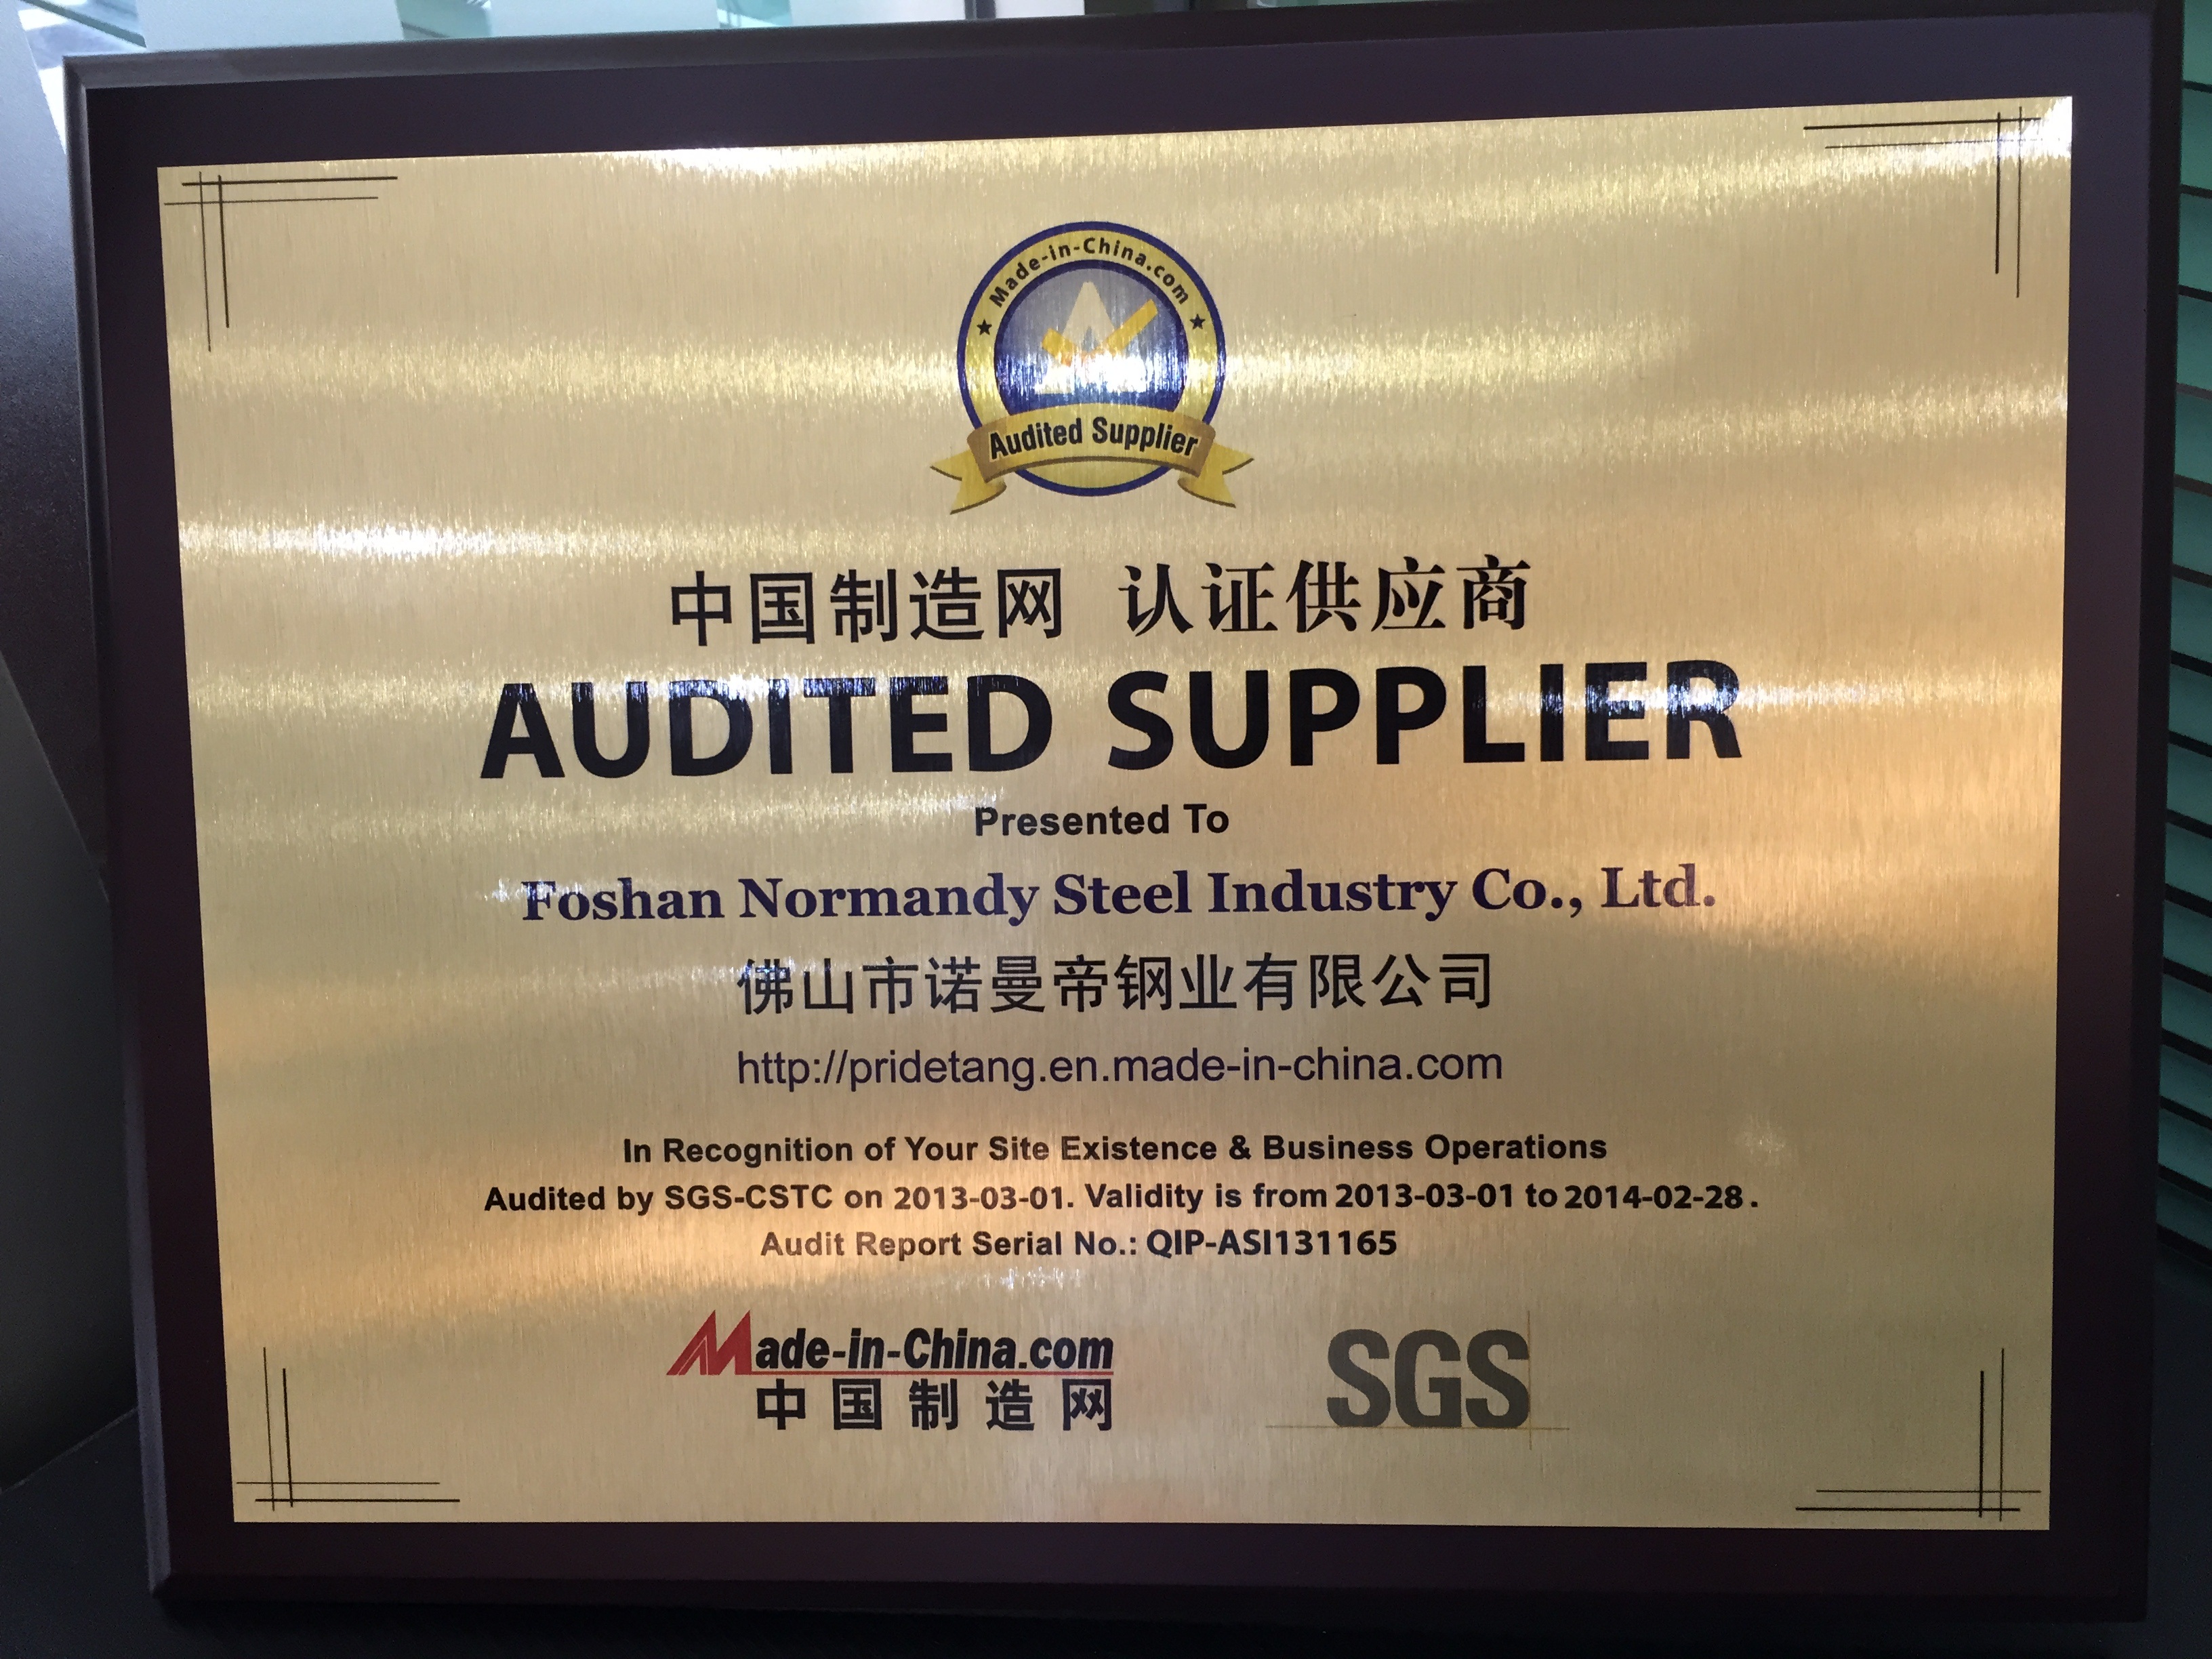 Made-in-China.com
Audited Supplier
中国制造网 认证供应商
AUDITED SUPPLIER
Presented To
Foshan Normandy Steel Industry Co., Ltd.
佛山市诺曼帝钢业有限公司
http://pridetang.en.made-in-china.com
In Recognition of Your Site Existence & Business Operations
Audited by SGS-CSTC on 2013-03-01. Validity is from 2013-03-01 to 2014-02-28.
Audit Report Serial No.: QIP-ASI131165
Made-in-China.com
中国制造网
SGS